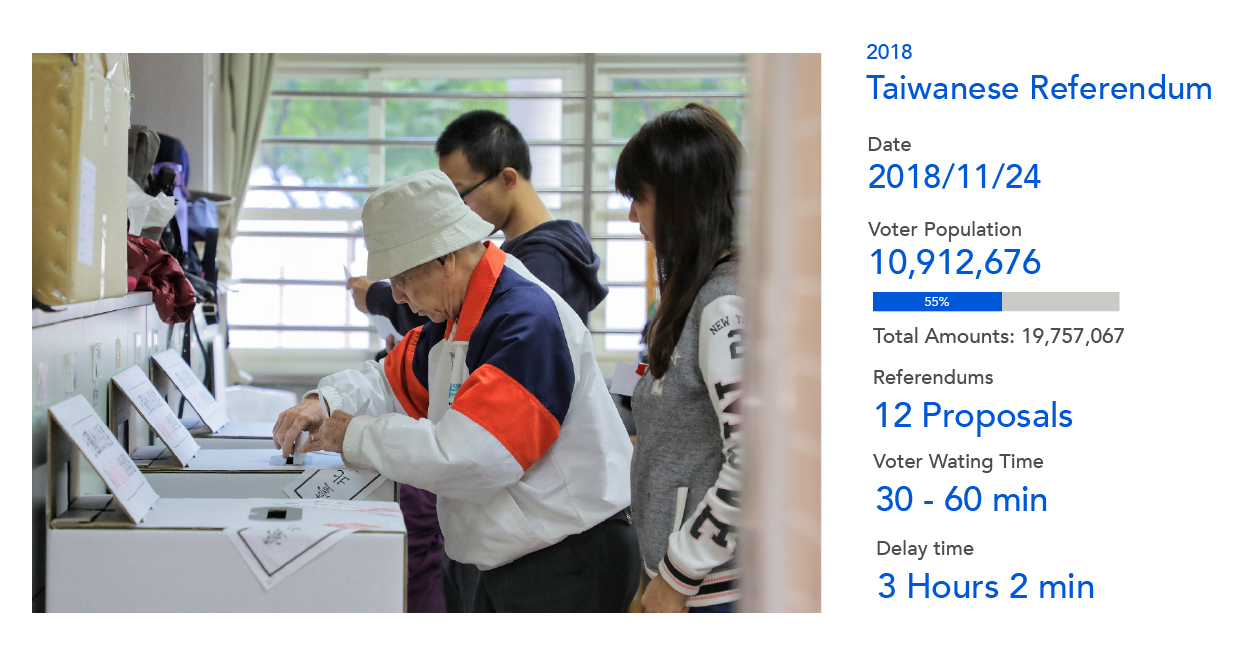 2018
Taiwanese Referendum
Date
2018/11/24
Voter Population
10,912,676
55%
Total Amounts: 19,757,067
Referendums
12 Proposals
Voter Wating Time
30 - 60 min
Delay time
3 Hours 2 min
NEW